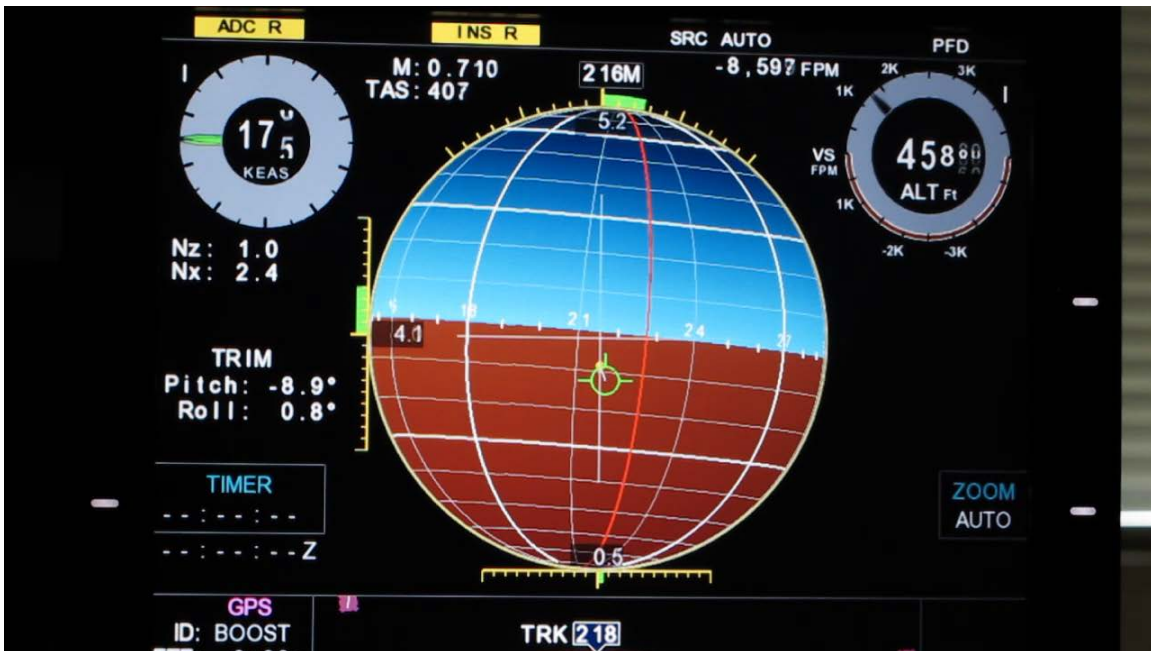 ADC R
INS R
SRC AUTO
PFD
M: 0.710
TAS: 407
216M
-8,597 FPM
2K
3K
1K
I
I
5.2
175
KEAS
VS
FPM
458
ALT Ft
1K
-2K
-3K
Nz: 1.0
Nx: 2.4
18
21
24
27
4.1
TRIM
Pitch: -8.9°
Roll: 0.8°
TIMER
--:--:--
--:--:--Z
ZOOM
AUTO
0.5
GPS
ID: BOOST
TRK 218